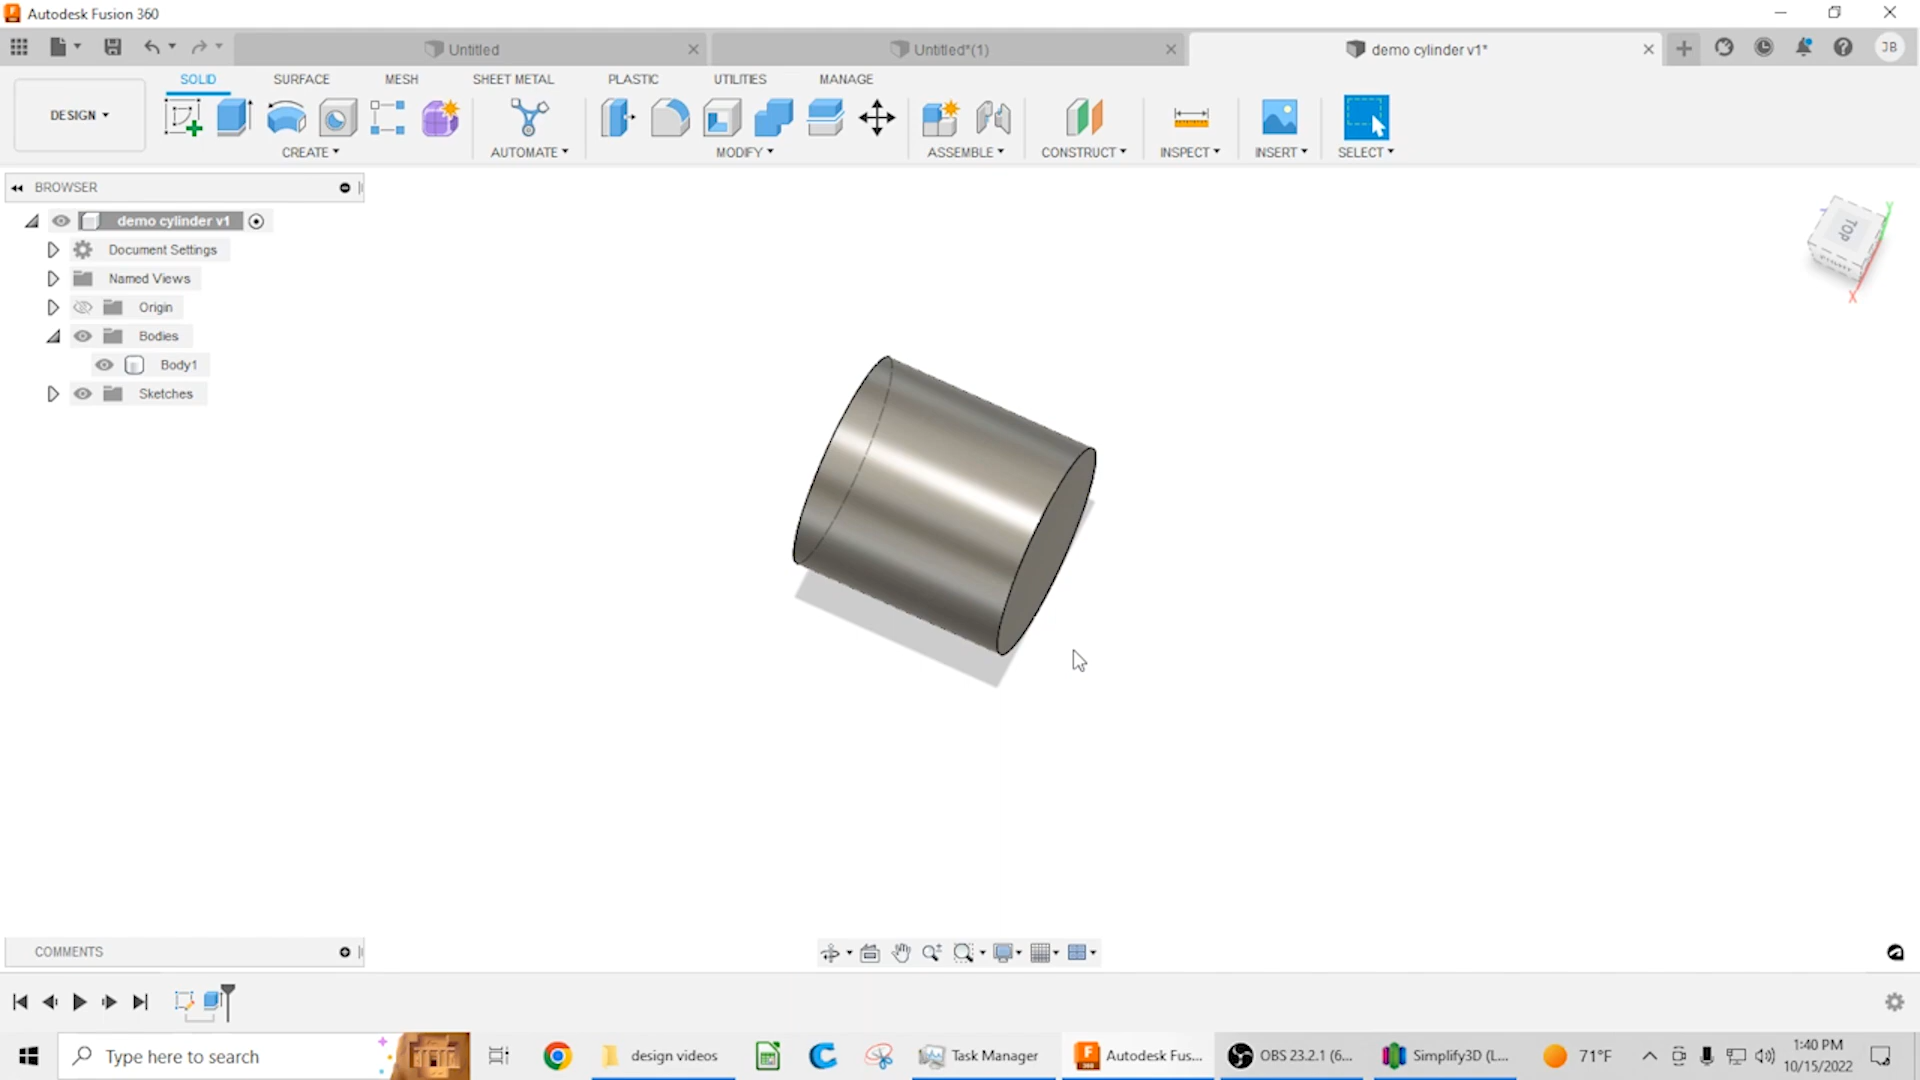 Autodesk Fusion 360
Untitled
Untitled*(1)
demo cylinder v1*
JB
SOLID
SURFACE
MESH
SHEET METAL
PLASTIC
UTILITIES
MANAGE
DESIGN
CREATE
AUTOMATE
MODIFY
ASSEMBLE
CONSTRUCT
INSPECT
INSERT
SELECT
BROWSER
demo cylinder v1
Document Settings
Named Views
Origin
Bodies
Body1
Sketches
TOP
Y
X
COMMENTS
Type here to search
design videos
Task Manager
Autodesk Fus...
OBS 23.2.1 (6...
Simplify3D (L...
71°F
1:40 PM
10/15/2022